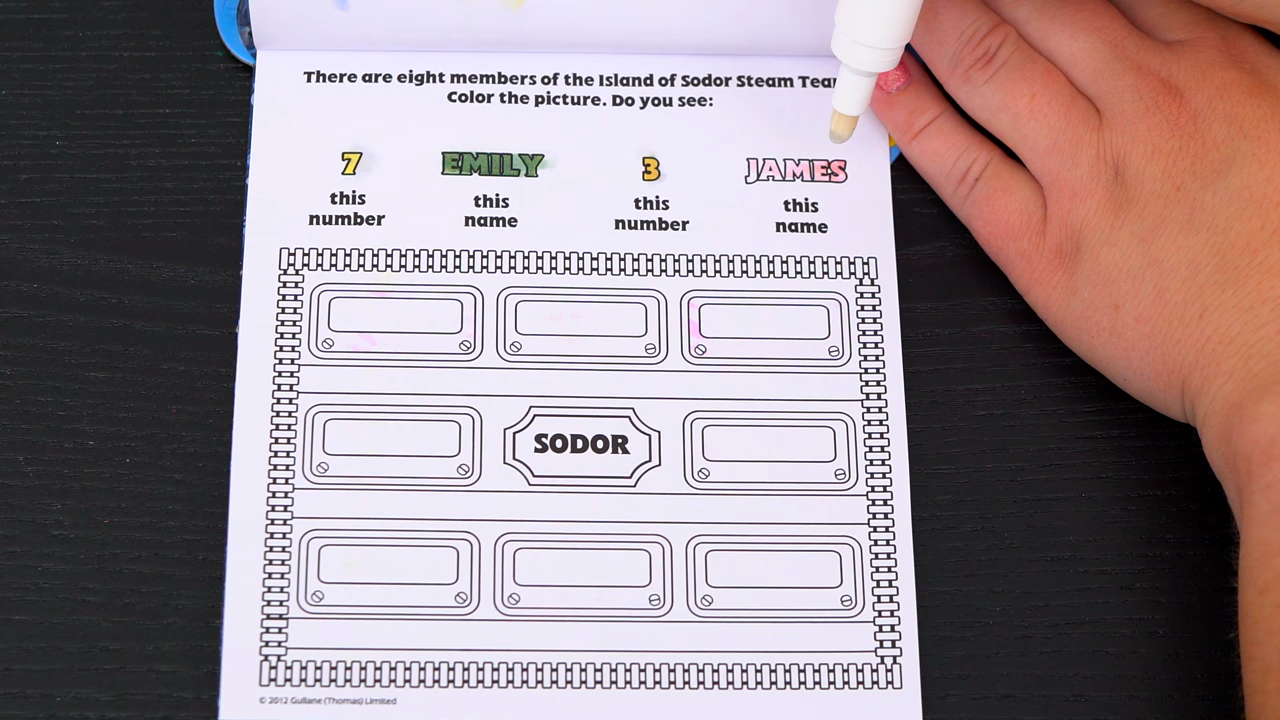 There are eight members of the Island of Sodor Steam
Color the picture. Do you see:
7 EMILY 3 JAMES
this this this this
number name number name
SODOR
© 2012 Gullane (Thomas) Limited